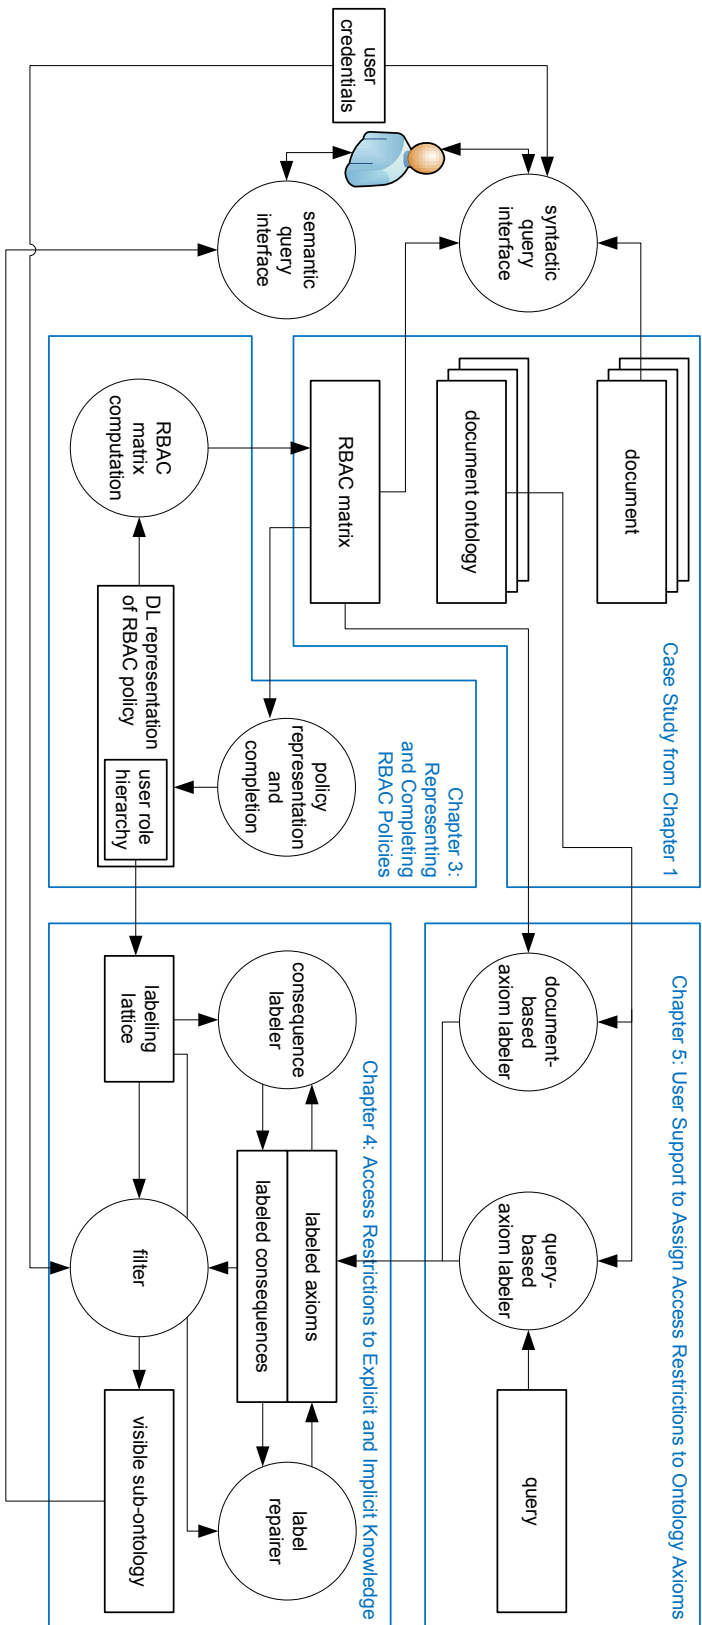 user
credentials
syntactic
query
interface
semantic
query
interface
Case Study from Chapter 1
document
document ontology
RBAC matrix
Chapter 3:
Representing
and Completing
RBAC Policies
RBAC
matrix
computation
policy
representation
and
completion
DL representation
of RBAC policy
user role
hierarchy
Chapter 5: User Support to Assign Access Restrictions to Ontology Axioms
document-
based
axiom labeler
query-
based
axiom labeler
query
Chapter 4: Access Restrictions to Explicit and Implicit Knowledge
consequence
labeler
labeled axioms
labeled consequences
label
repairer
labeling
lattice
filter
visible sub-ontology